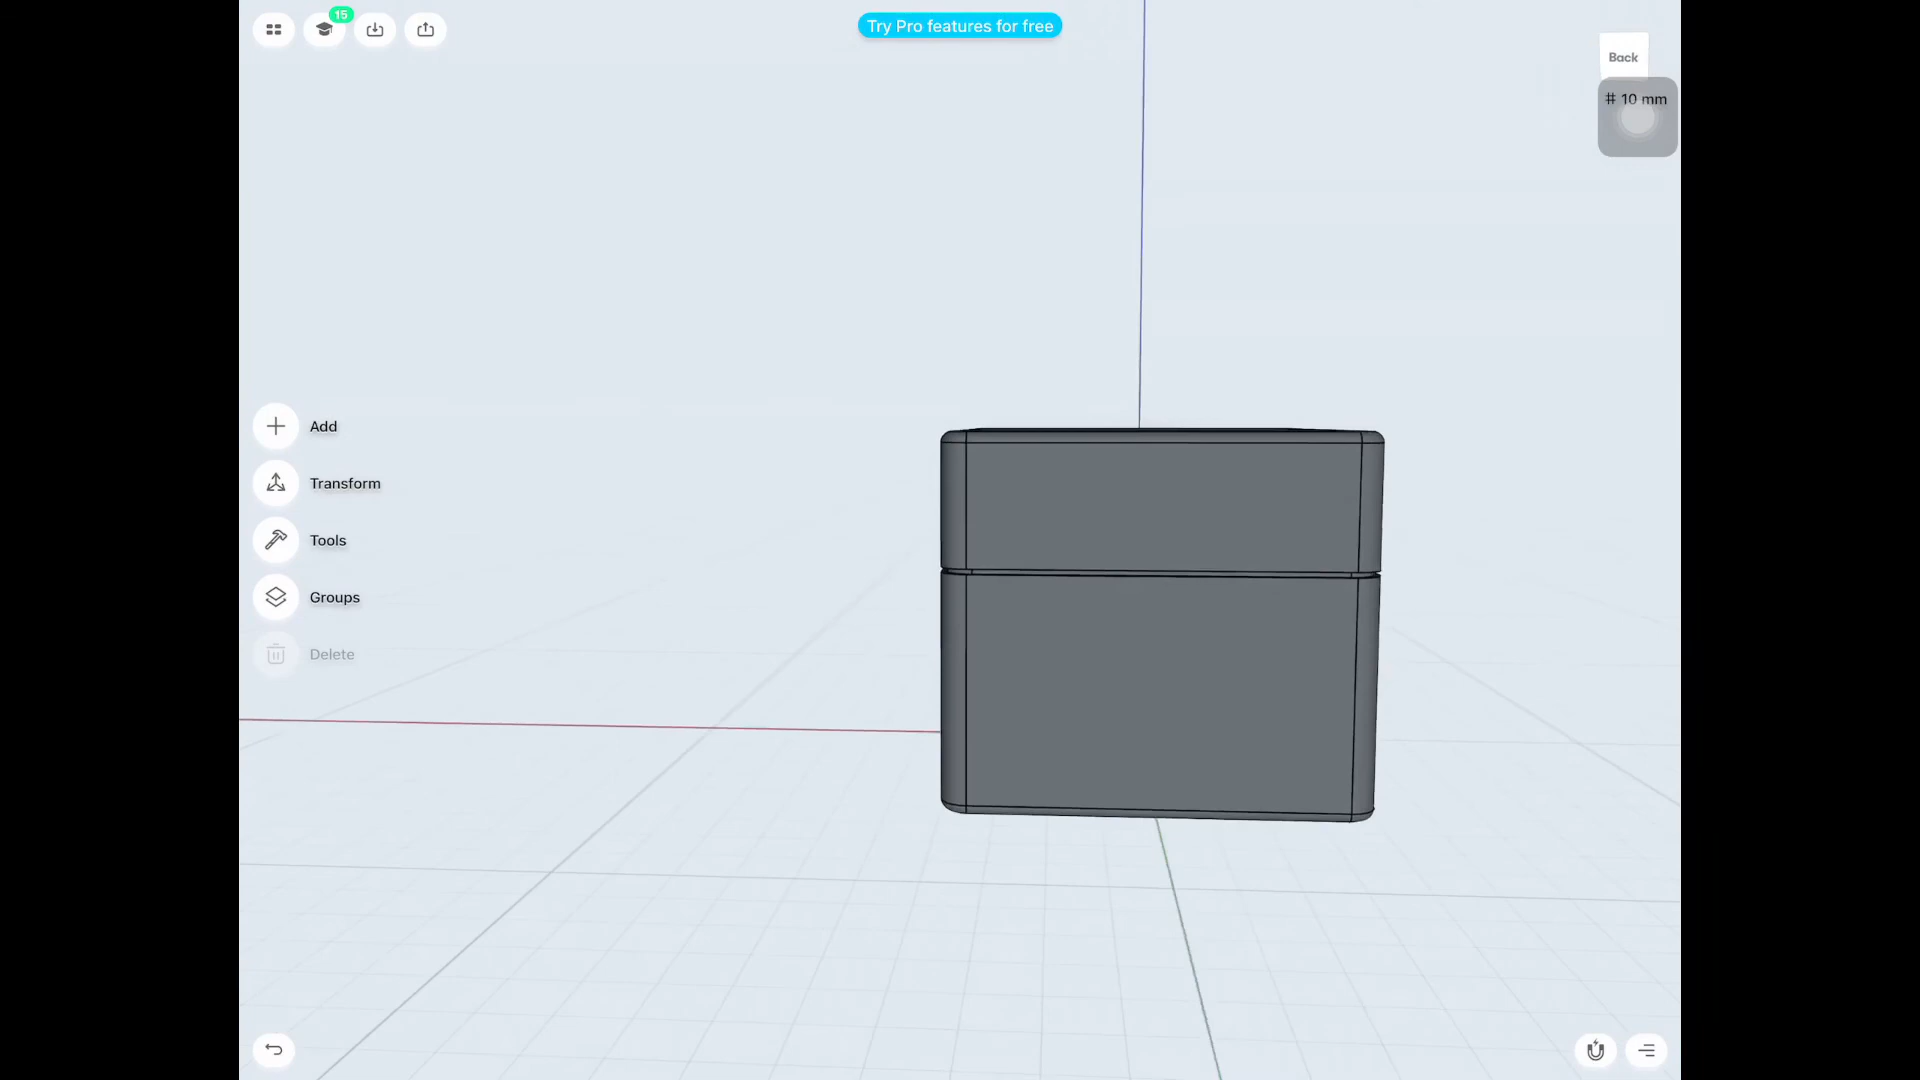 15
Try Pro features for free
Back
# 10 mm
Add
Transform
Tools
Groups
Delete